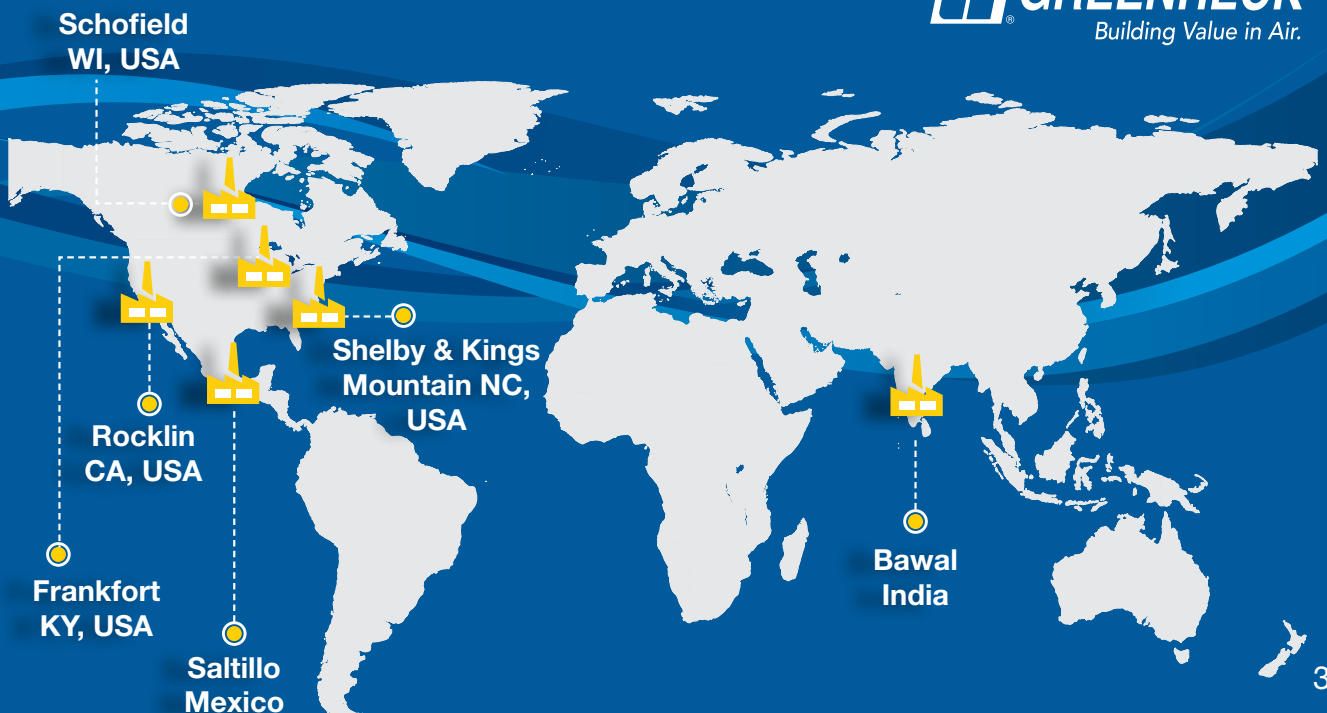 GREENHECK
®
Building Value in Air.
Schofield
WI, USA
Shelby & Kings
Mountain NC,
USA
Rocklin
CA, USA
Frankfort
KY, USA
Saltillo
Mexico
Bawal
India
3